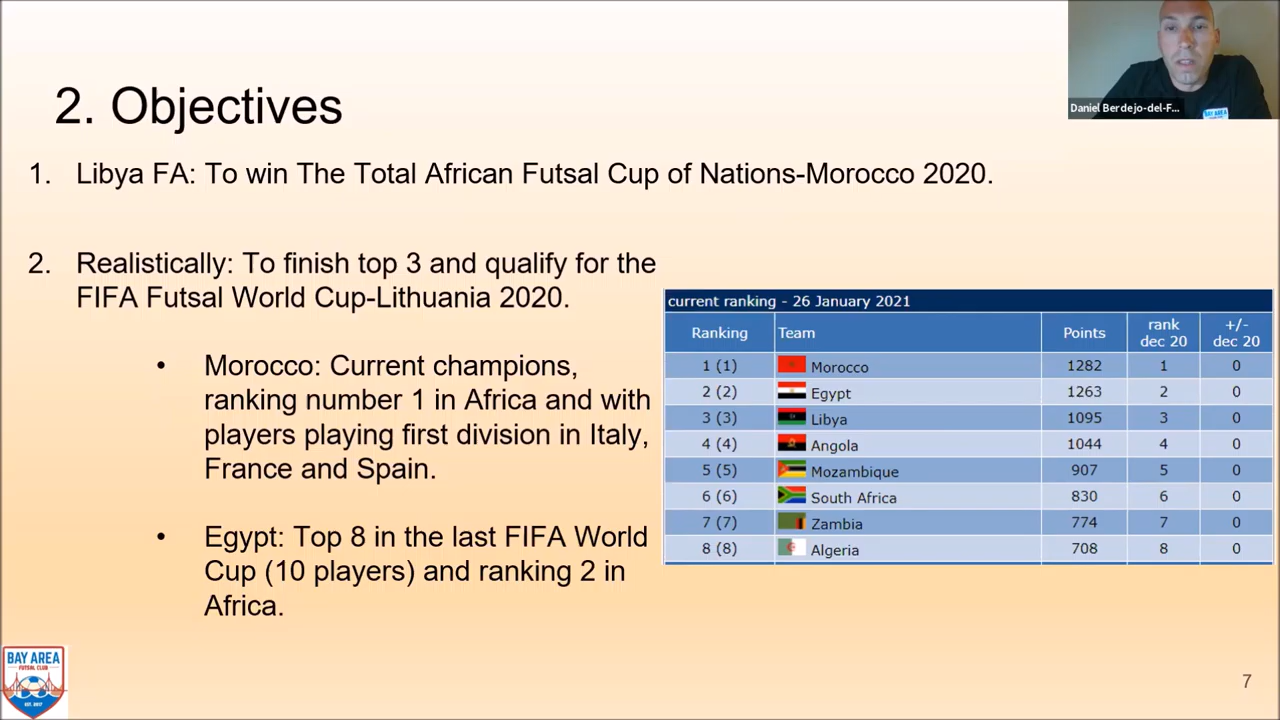 Daniel Berdejo-del-F...
2. Objectives
1. Libya FA: To win The Total African Futsal Cup of Nations-Morocco 2020.
2. Realistically: To finish top 3 and qualify for the
FIFA Futsal World Cup-Lithuania 2020.
• Morocco: Current champions,
ranking number 1 in Africa and with
players playing first division in Italy,
France and Spain.
• Egypt: Top 8 in the last FIFA World
Cup (10 players) and ranking 2 in
Africa.
current ranking - 26 January 2021
Ranking Team Points rank dec 20 +/- dec 20
1 (1) Morocco 1282 1 0
2 (2) Egypt 1263 2 0
3 (3) Libya 1095 3 0
4 (4) Angola 1044 4 0
5 (5) Mozambique 907 5 0
6 (6) South Africa 830 6 0
7 (7) Zambia 774 7 0
8 (8) Algeria 708 8 0
BAY AREA
FUTSAL CLUB
7